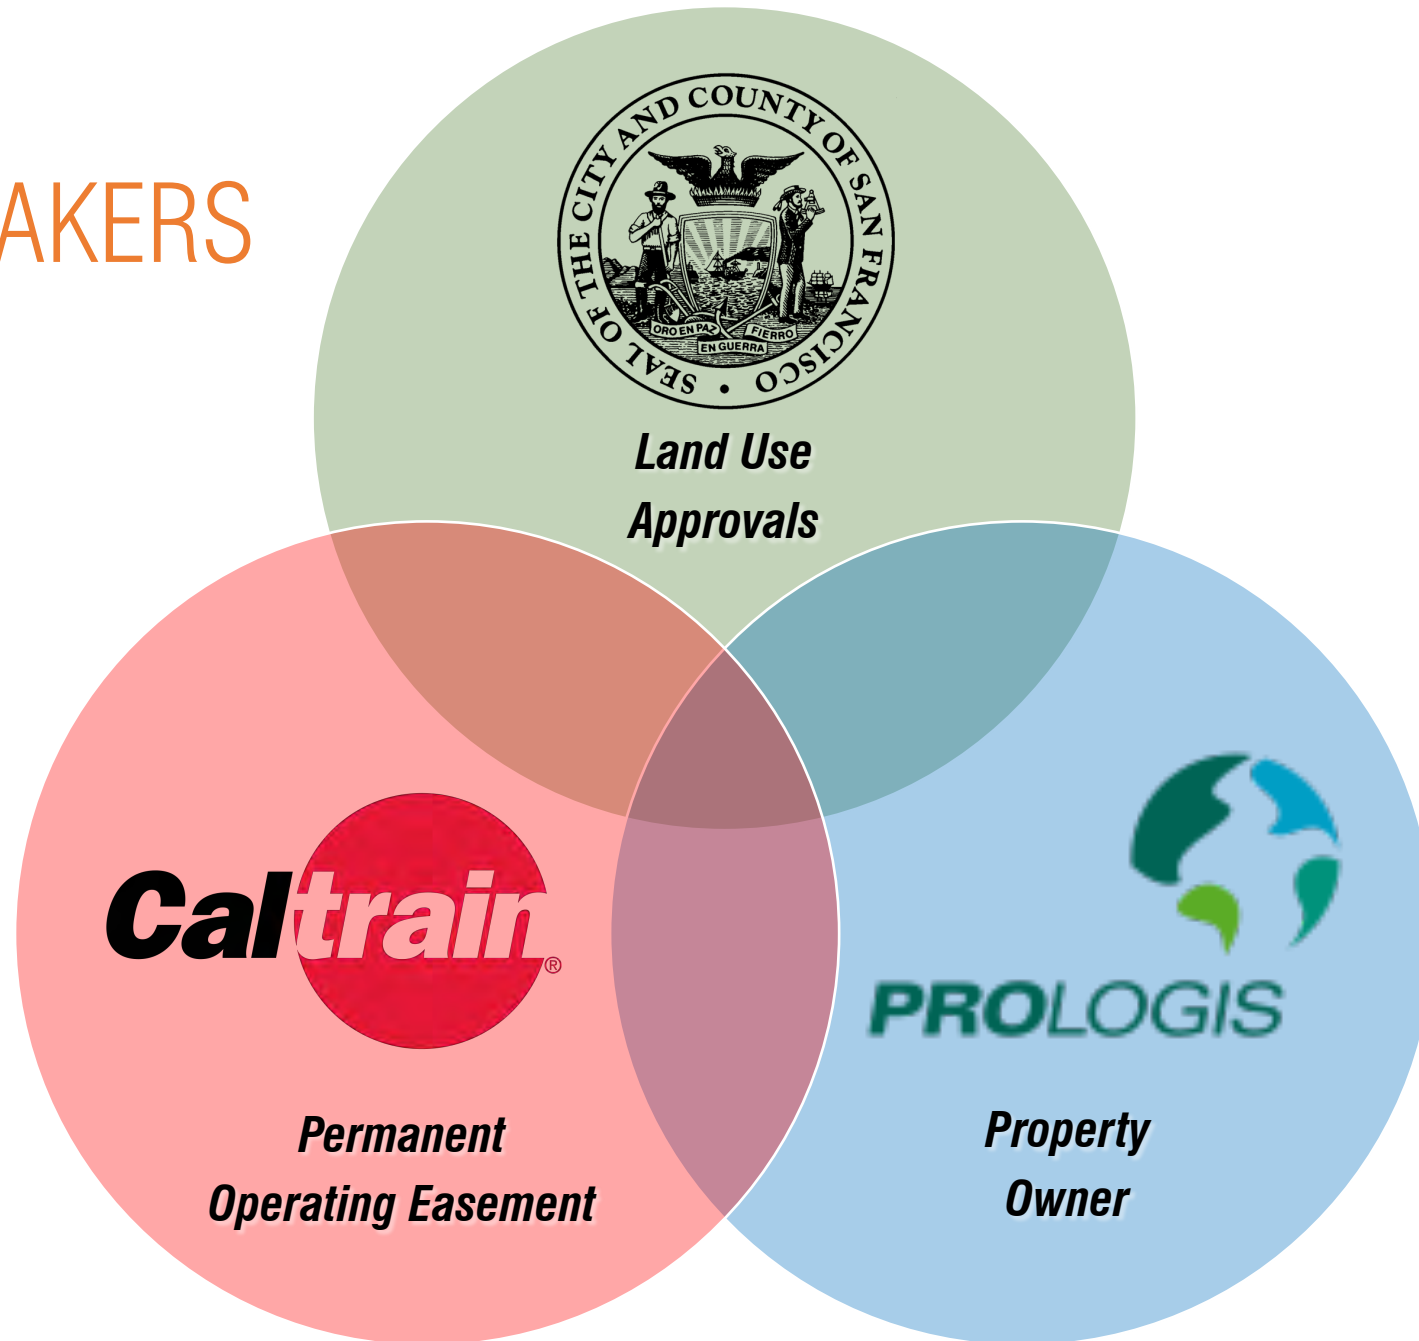 AKERS
SEAL OF THE CITY AND COUNTY OF SAN FRANCISCO
ORO EN PAZ
FIERRO
EN GUERRA
Land Use
Approvals
Caltrain®
PROLOGIS
Permanent
Operating Easement
Property
Owner